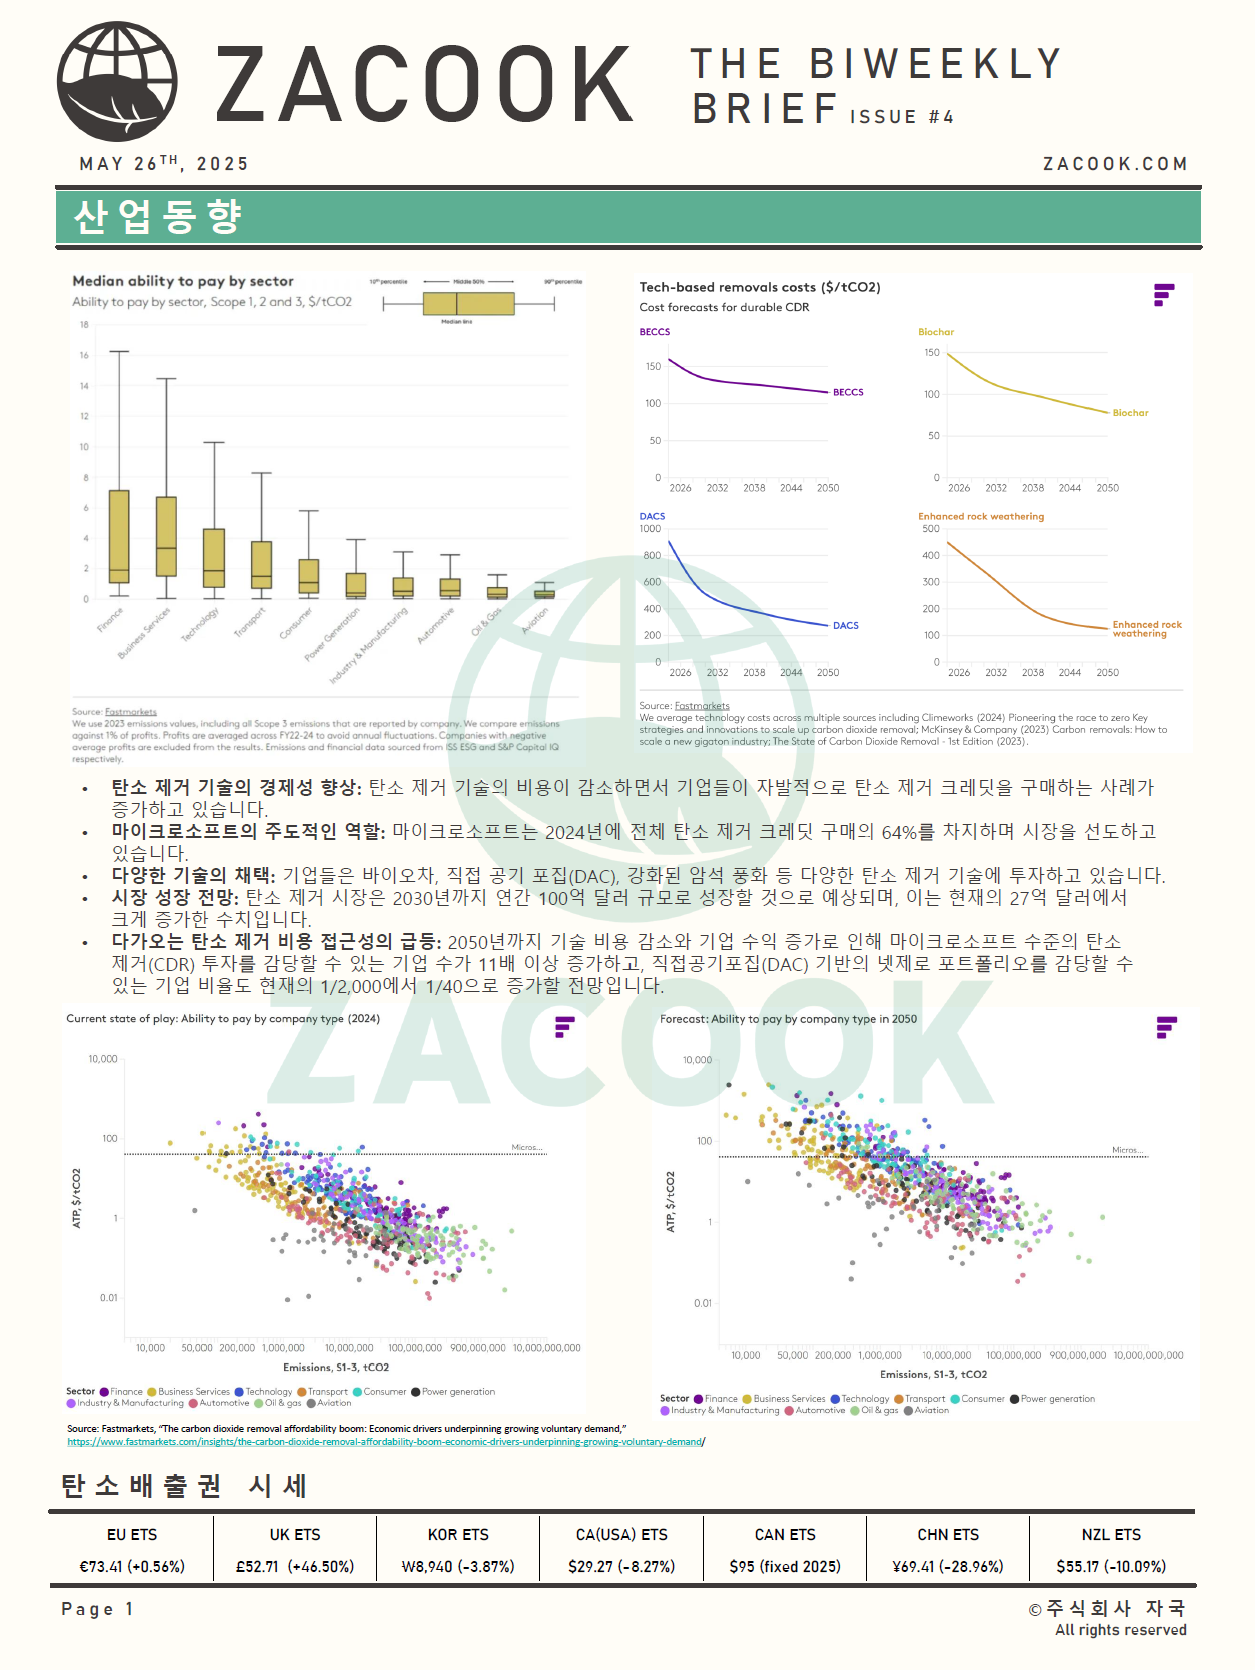 ZACOOK
THE BIWEEKLY
BRIEF ISSUE #4
MAY 26TH, 2025
ZACOOK.COM
산업동향
Median ability to pay by sector
Ability to pay by sector, Scope 1, 2 and 3, $/tCO2
10th percentile
Middle 50%
90th percentile
Median line
18
16
14
12
10
8
6
4
2
0
Finance
Business Services
Technology
Transport
Consumer
Power Generation
Industry & Manufacturing
Automotive
Oil & Gas
Aviation
Source: Fastmarkets
We use 2023 emissions values, including all Scope 3 emissions that are reported by company. We compare emissions
against 1% of profits. Profits are averaged across FY22-24 to avoid annual fluctuations. Companies with negative
average profits are excluded from the results. Emissions and financial data sourced from ISS ESG and S&P Capital IQ
respectively.
Tech-based removals costs ($/tCO2)
Cost forecasts for durable CDR
BECCS
150
100
50
0
BECCS
2026 2032 2038 2044 2050
Biochar
150
100
50
0
Biochar
2026 2032 2038 2044 2050
DACS
1000
800
600
400
200
0
DACS
2026 2032 2038 2044 2050
Enhanced rock weathering
500
400
300
200
100
0
Enhanced rock
weathering
2026 2032 2038 2044 2050
Source: Fastmarkets
We average technology costs across multiple sources including Climeworks (2024) Pioneering the race to zero Key
strategies and innovations to scale up carbon dioxide removal; McKinsey & Company (2023) Carbon removals: How to
scale a new gigaton industry; The State of Carbon Dioxide Removal - 1st Edition (2023).
• 탄소 제거 기술의 경제성 향상: 탄소 제거 기술의 비용이 감소하면서 기업들이 자발적으로 탄소 제거 크레딧을 구매하는 사례가
증가하고 있습니다.
• 마이크로소프트의 주도적인 역할: 마이크로소프트는 2024년에 전체 탄소 제거 크레딧 구매의 64%를 차지하며 시장을 선도하고
있습니다.
• 다양한 기술의 채택: 기업들은 바이오차, 직접 공기 포집(DAC), 강화된 암석 풍화 등 다양한 탄소 제거 기술에 투자하고 있습니다.
• 시장 성장 전망: 탄소 제거 시장은 2030년까지 연간 100억 달러 규모로 성장할 것으로 예상되며, 이는 현재의 27억 달러에서
크게 증가한 수치입니다.
• 다가오는 탄소 제거 비용 접근성의 급등: 2050년까지 기술 비용 감소와 기업 수익 증가로 인해 마이크로소프트 수준의 탄소
제거(CDR) 투자를 감당할 수 있는 기업 수가 11배 이상 증가하고, 직접공기포집(DAC) 기반의 넷제로 포트폴리오를 감당할 수
있는 기업 비율도 현재의 1/2,000에서 1/40으로 증가할 전망입니다.
ZACOOK
Current state of play: Ability to pay by company type (2024)
10,000
100
1
0.01
ATP, $/tCO2
Micros...
10,000 50,000 200,000 1,000,000 10,000,000 100,000,000 900,000,000 10,000,000,000
Emissions, S1-3, tCO2
Sector Finance Business Services Technology Transport Consumer Power generation
Industry & Manufacturing Automotive Oil & gas Aviation
Forecast: Ability to pay by company type in 2050
10,000
100
1
0.01
ATP, $/tCO2
Micros...
10,000 50,000 200,000 1,000,000 10,000,000 100,000,000 900,000,000 10,000,000,000
Emissions, S1-3, tCO2
Sector Finance Business Services Technology Transport Consumer Power generation
Industry & Manufacturing Automotive Oil & gas Aviation
Source: Fastmarkets, “The carbon dioxide removal affordability boom: Economic drivers underpinning growing voluntary demand,”
https://www.fastmarkets.com/insights/the-carbon-dioxide-removal-affordability-boom-economic-drivers-underpinning-growing-voluntary-demand/
탄소배출권 시세
EU ETS UK ETS KOR ETS CA(USA) ETS CAN ETS CHN ETS NZL ETS
€73.41 (+0.56%) £52.71 (+46.50%) ₩8,940 (-3.87%) $29.27 (-8.27%) $95 (fixed 2025) ¥69.41 (-28.96%) $55.17 (-10.09%)
Page 1
©주식회사 자국
All rights reserved